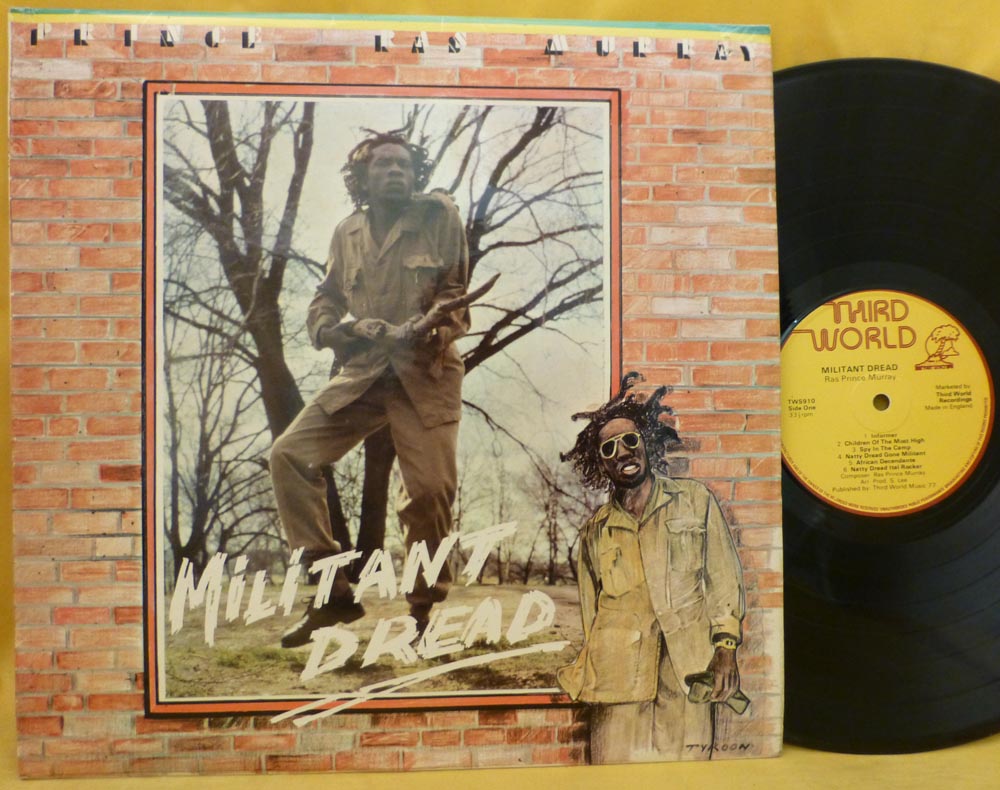 PRINCE RAS MURRAY
MiLiTANT
DREAD
TYKOON
THIRD
WORLD
MILITANT DREAD
Ras Prince Murray
TWS910
Side One
33⅓rpm
Marketed by
Third World
Recordings
Made in England
1. Informer
2. Children Of The Most High
3. Spy In The Camp
4. Natty Dread Gone Militant
5. African Decendante
6. Natty Dread Ital Rocker
Composer: Ras Prince Murray
Arr. Prod. S. Lee
Published by: Third World Music '77